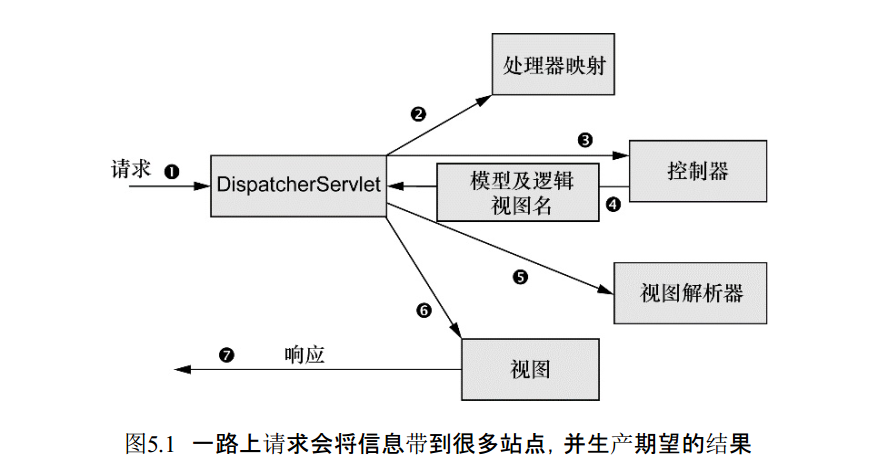 处理器映射
❷
❸
请求 ❶
DispatcherServlet
模型及逻辑
视图名
控制器
❹
❺
视图解析器
❻
❼ 响应
视图
图5.1 一路上请求会将信息带到很多站点，并生产期望的结果